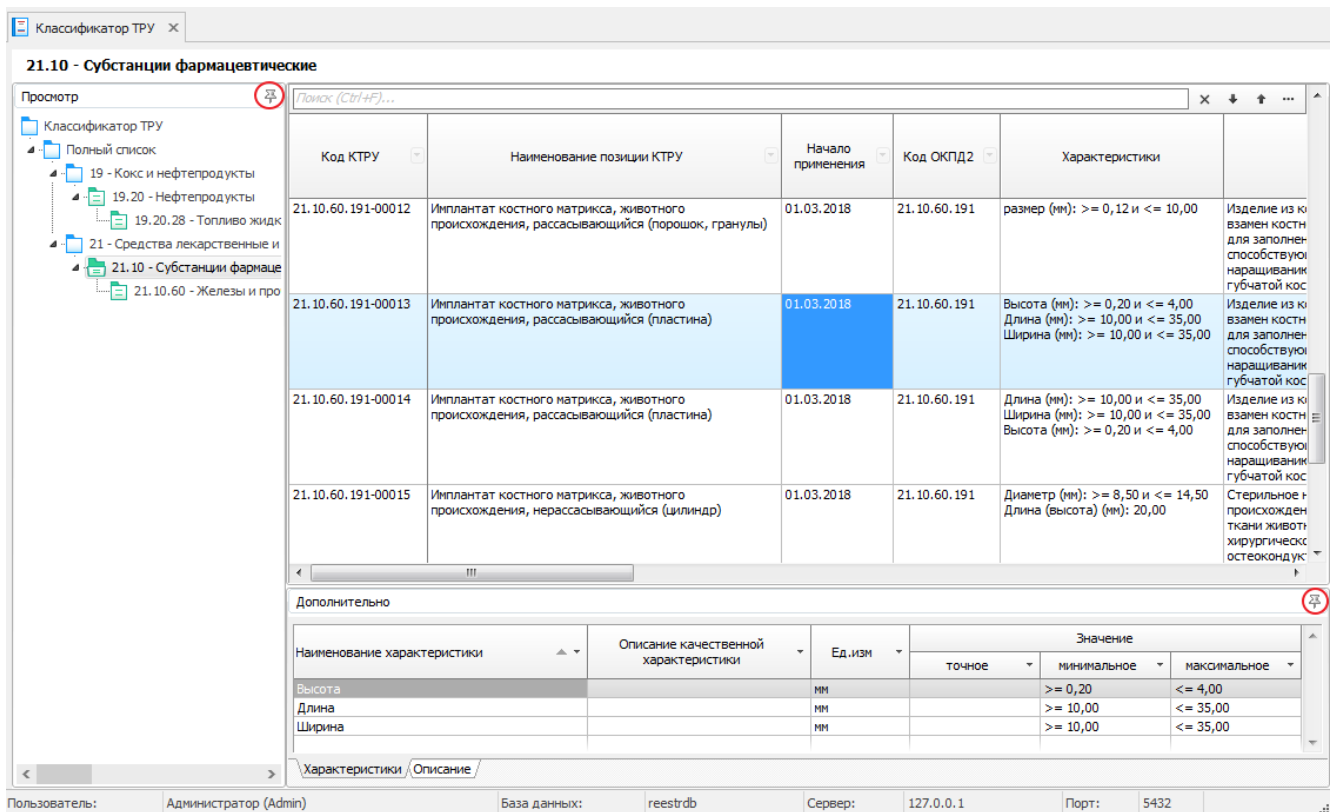 Классификатор ТРУ
21.10 - Субстанции фармацевтические
Просмотр
Классификатор ТРУ
Полный список
19 - Кокс и нефтепродукты
19.20 - Нефтепродукты
19.20.28 - Топливо жидк
21 - Средства лекарственные и
21.10 - Субстанции фармаце
21.10.60 - Железы и про
Поиск (Ctrl+F)...
Код КТРУ
Наименование позиции КТРУ
Начало
применения
Код ОКПД2
Характеристики
21.10.60.191-00012
Имплантат костного матрикса, животного
происхождения, рассасывающийся (порошок, гранулы)
01.03.2018
21.10.60.191
размер (мм): >= 0,12 и <= 10,00
Изделие из к
взамен костн
для заполнен
способствую
наращивани
губчатой кос
21.10.60.191-00013
Имплантат костного матрикса, животного
происхождения, рассасывающийся (пластина)
01.03.2018
21.10.60.191
Высота (мм): >= 0,20 и <= 4,00
Длина (мм): >= 10,00 и <= 35,00
Ширина (мм): >= 10,00 и <= 35,00
Изделие из к
взамен костн
для заполнен
способствую
наращивани
губчатой кос
21.10.60.191-00014
Имплантат костного матрикса, животного
происхождения, рассасывающийся (пластина)
01.03.2018
21.10.60.191
Длина (мм): >= 10,00 и <= 35,00
Ширина (мм): >= 10,00 и <= 35,00
Высота (мм): >= 0,20 и <= 4,00
Изделие из к
взамен костн
для заполнен
способствую
наращивани
губчатой кос
21.10.60.191-00015
Имплантат костного матрикса, животного
происхождения, нерассасывающийся (цилиндр)
01.03.2018
21.10.60.191
Диаметр (мм): >= 8,50 и <= 14,50
Длина (высота) (мм): 20,00
Стерильное н
происхожден
ткани животн
хирургическо
остеокондук
Дополнительно
Наименование характеристики
Описание качественной
характеристики
Ед.изм
Значение
точное
минимальное
максимальное
Высота мм >= 0,20 <= 4,00
Длина мм >= 10,00 <= 35,00
Ширина мм >= 10,00 <= 35,00
Характеристики Описание
Пользователь: Администратор (Admin) База данных: reestrdb Сервер: 127.0.0.1 Порт: 5432